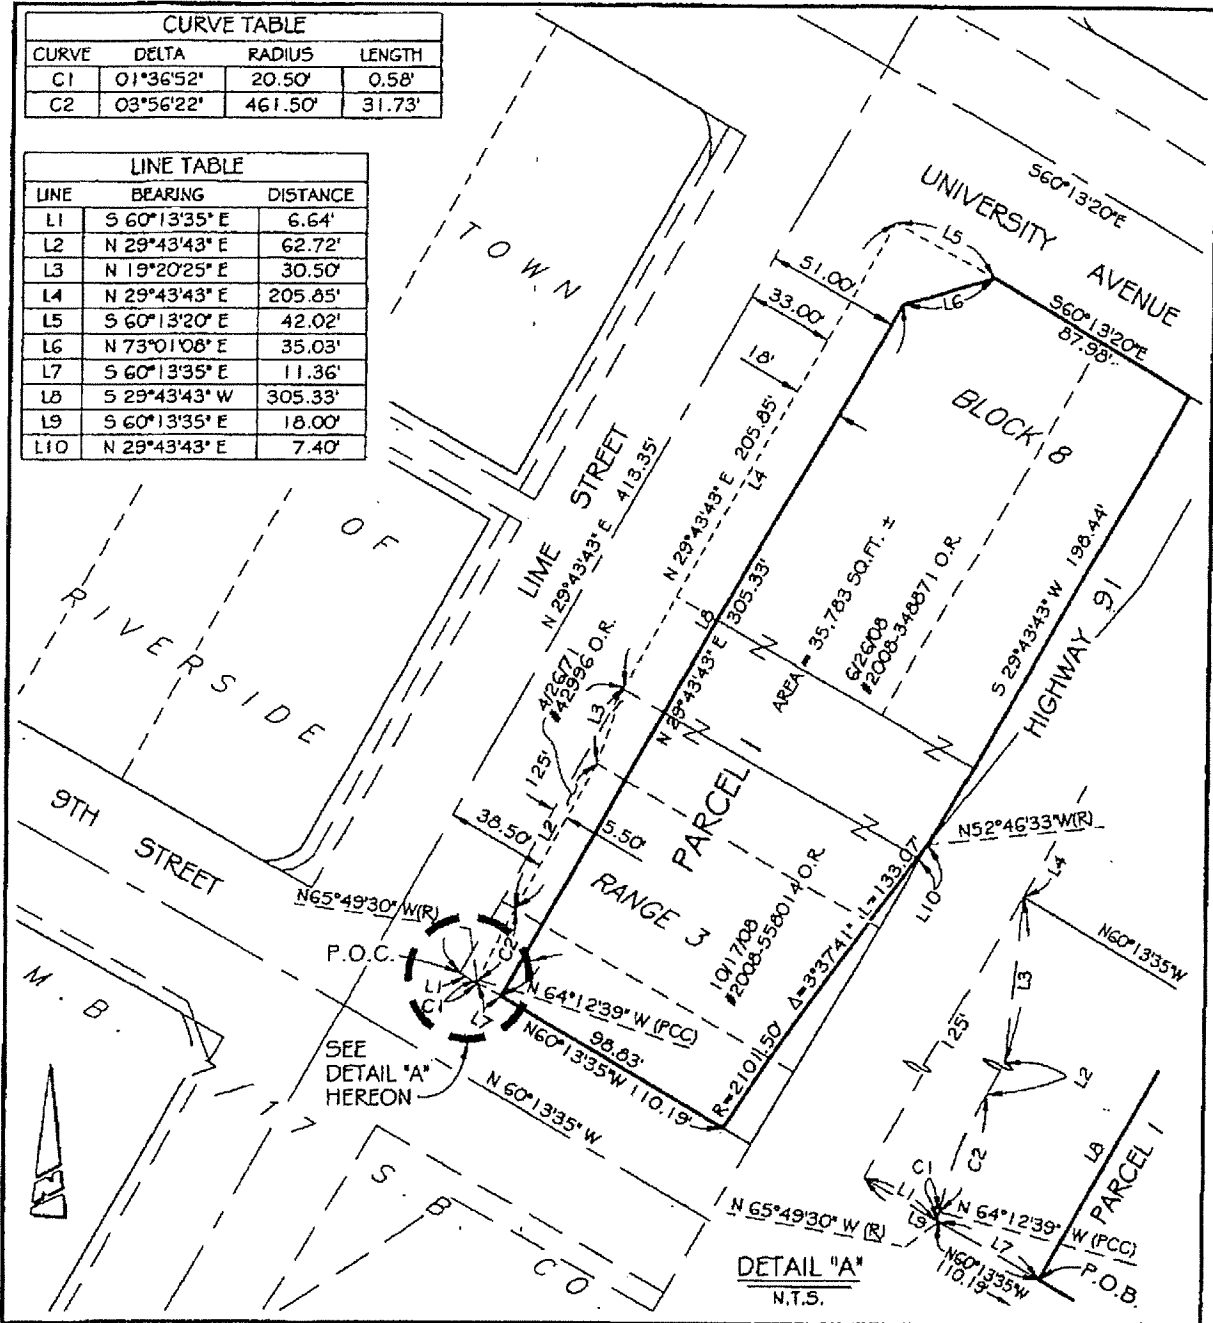 CURVE TABLE
CURVE DELTA RADIUS LENGTH
C1 01°36'52" 20.50' 0.58'
C2 03°56'22" 461.50' 31.73'
LINE TABLE
LINE BEARING DISTANCE
L1 S 60°13'35" E 6.64'
L2 N 29°43'43" E 62.72'
L3 N 19°20'25" E 30.50'
L4 N 29°43'43" E 205.85'
L5 S 60°13'20" E 42.02'
L6 N 73°01'08" E 35.03'
L7 S 60°13'35" E 11.36'
L8 S 29°43'43" W 305.33'
L9 S 60°13'35" E 18.00'
L10 N 29°43'43" E 7.40'
TOWN
OF
RIVERSIDE
UNIVERSITY
AVENUE
S60°13'20"E
L5
L6
51.00'
33.00'
18'
S60°13'20"E
87.98'
BLOCK 8
LIME STREET
N 29°43'43" E 413.35'
N 29°43'43" E 205.85'
L4
N 29°43'43" E 305.33'
L8
AREA = 35,783 SQ.FT. ±
6/26/08
#2008-348871 O.R.
S 29°43'43" W 198.44'
HIGHWAY 91
4/26/71
#42996 O.R.
L3
125'
L2
38.50'
5.50'
PARCEL 1
RANGE 3
10/17/08
#2008-558014 O.R.
N52°46'33"W(R)
L10
R=2101.50' Δ=3°37'41" L=133.07'
9TH
STREET
N65°49'30" W(R)
P.O.C.
L1
C1
C2
L7
N 64°12'39" W (PCC)
98.83'
N60°13'35"W 110.19'
N 60°13'35" W
SEE
DETAIL "A"
HEREON
M.B. 1/17
S.B. CO
L4
N60°13'35"W
L3
125'
L2
C2
L8
PARCEL 1
C1
L1
L9
N 65°49'30" W (R)
N 64°12'39" W (PCC)
L7
N60°13'35"W
110.19'
P.O.B.
DETAIL "A"
N.T.S.